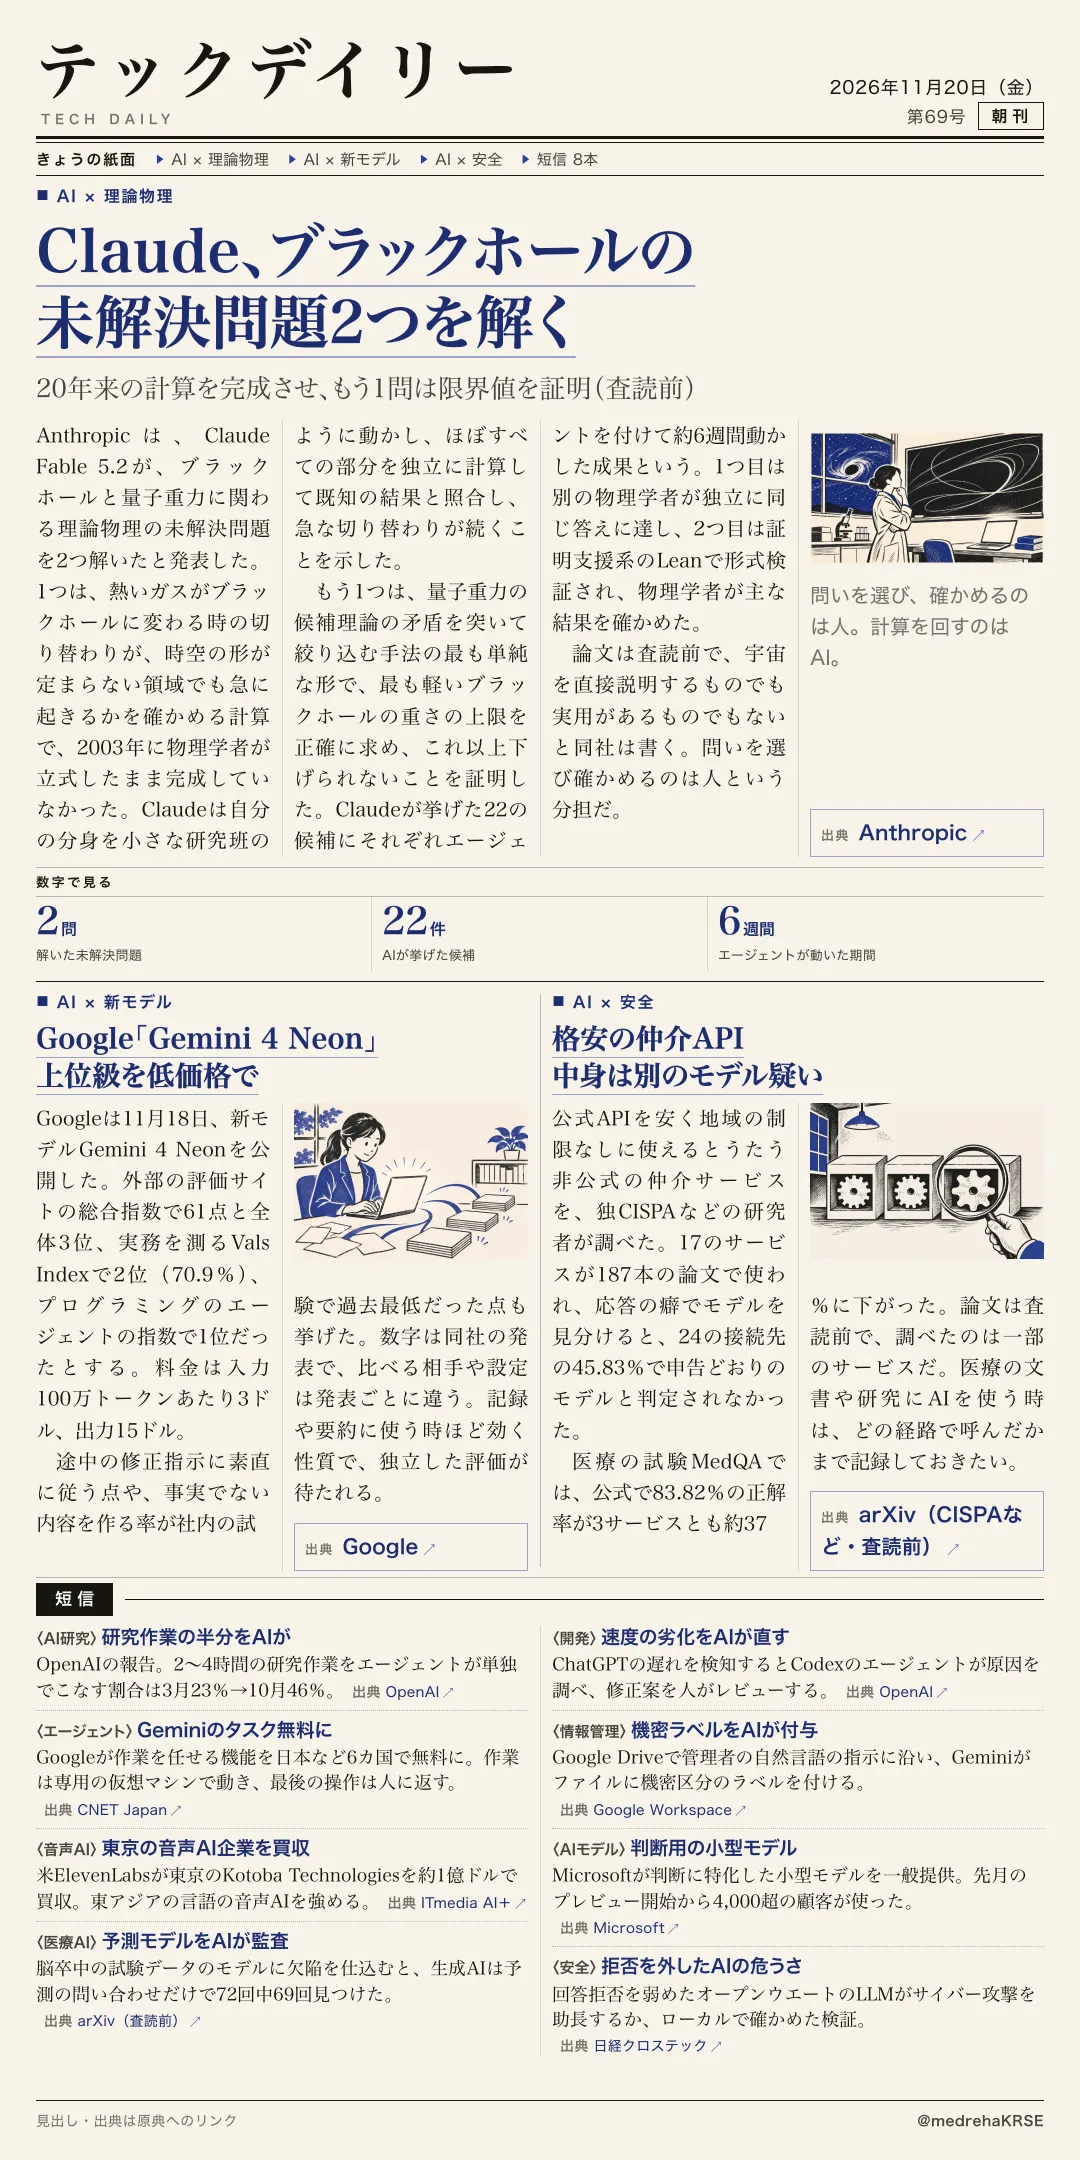 テックデイリー
TECH DAILY
2026年11月20日（金）
第69号 朝刊
きょうの紙面 ▶ AI × 理論物理 ▶ AI × 新モデル ▶ AI × 安全 ▶ 短信 8本
■ AI × 理論物理
Claude、ブラックホールの
未解決問題2つを解く
20年来の計算を完成させ、もう1問は限界値を証明（査読前）
Anthropic は 、 Claude
Fable 5.2が、ブラック
ホールと量子重力に関わ
る理論物理の未解決問題
を2つ解いたと発表した。
1つは、熱いガスがブラッ
クホールに変わる時の切
り替わりが、時空の形が
定まらない領域でも急に
起きるかを確かめる計算
で、2003年に物理学者が
立式したまま完成してい
なかった。Claudeは自分
の分身を小さな研究班の
ように動かし、ほぼすべ
ての部分を独立に計算し
て既知の結果と照合し、
急な切り替わりが続くこ
とを示した。
もう1つは、量子重力の
候補理論の矛盾を突いて
絞り込む手法の最も単純
な形で、最も軽いブラッ
クホールの重さの上限を
正確に求め、これ以上下
げられないことを証明し
た。Claudeが挙げた22の
候補にそれぞれエージェ
ントを付けて約6週間動か
した成果という。1つ目は
別の物理学者が独立に同
じ答えに達し、2つ目は証
明支援系のLeanで形式検
証され、物理学者が主な
結果を確かめた。
論文は査読前で、宇宙
を直接説明するものでも
実用があるものでもない
と同社は書く。問いを選
び確かめるのは人という
分担だ。
問いを選び、確かめるの
は人。計算を回すのは
AI。
出典 Anthropic ↗
数字で見る
2問
解いた未解決問題
22件
AIが挙げた候補
6週間
エージェントが動いた期間
■ AI × 新モデル
Google「Gemini 4 Neon」
上位級を低価格で
Googleは11月18日、新モ
デルGemini 4 Neonを公
開した。外部の評価サイ
トの総合指数で61点と全
体3位、実務を測るVals
Indexで2位（70.9％）、
プログラミングのエー
ジェントの指数で1位だっ
たとする。料金は入力
100万トークンあたり3ド
ル、出力15ドル。
途中の修正指示に素直
に従う点や、事実でない
内容を作る率が社内の試
験で過去最低だった点も
挙げた。数字は同社の発
表で、比べる相手や設定
は発表ごとに違う。記録
や要約に使う時ほど効く
性質で、独立した評価が
待たれる。
出典 Google ↗
■ AI × 安全
格安の仲介API
中身は別のモデル疑い
公式APIを安く地域の制
限なしに使えるとうたう
非公式の仲介サービス
を、独CISPAなどの研究
者が調べた。17のサービ
スが187本の論文で使わ
れ、応答の癖でモデルを
見分けると、24の接続先
の45.83％で申告どおりの
モデルと判定されなかっ
た。
医療の試験MedQAで
は、公式で83.82％の正解
率が3サービスとも約37
％に下がった。論文は査
読前で、調べたのは一部
のサービスだ。医療の文
書や研究にAIを使う時
は、どの経路で呼んだか
まで記録しておきたい。
出典 arXiv（CISPAな
ど・査読前） ↗
短信
〈AI研究〉研究作業の半分をAIが
OpenAIの報告。2〜4時間の研究作業をエージェントが単独
でこなす割合は3月23％→10月46％。 出典 OpenAI ↗
〈エージェント〉Geminiのタスク無料に
Googleが作業を任せる機能を日本など6カ国で無料に。作業
は専用の仮想マシンで動き、最後の操作は人に返す。
出典 CNET Japan ↗
〈音声AI〉東京の音声AI企業を買収
米ElevenLabsが東京のKotoba Technologiesを約1億ドルで
買収。東アジアの言語の音声AIを強める。 出典 ITmedia AI＋ ↗
〈医療AI〉予測モデルをAIが監査
脳卒中の試験データのモデルに欠陥を仕込むと、生成AIは予
測の問い合わせだけで72回中69回見つけた。
出典 arXiv（査読前） ↗
〈開発〉速度の劣化をAIが直す
ChatGPTの遅れを検知するとCodexのエージェントが原因を
調べ、修正案を人がレビューする。 出典 OpenAI ↗
〈情報管理〉機密ラベルをAIが付与
Google Driveで管理者の自然言語の指示に沿い、Geminiが
ファイルに機密区分のラベルを付ける。
出典 Google Workspace ↗
〈AIモデル〉判断用の小型モデル
Microsoftが判断に特化した小型モデルを一般提供。先月の
プレビュー開始から4,000超の顧客が使った。
出典 Microsoft ↗
〈安全〉拒否を外したAIの危うさ
回答拒否を弱めたオープンウエートのLLMがサイバー攻撃を
助長するか、ローカルで確かめた検証。
出典 日経クロステック ↗
見出し・出典は原典へのリンク
@medrehaKRSE